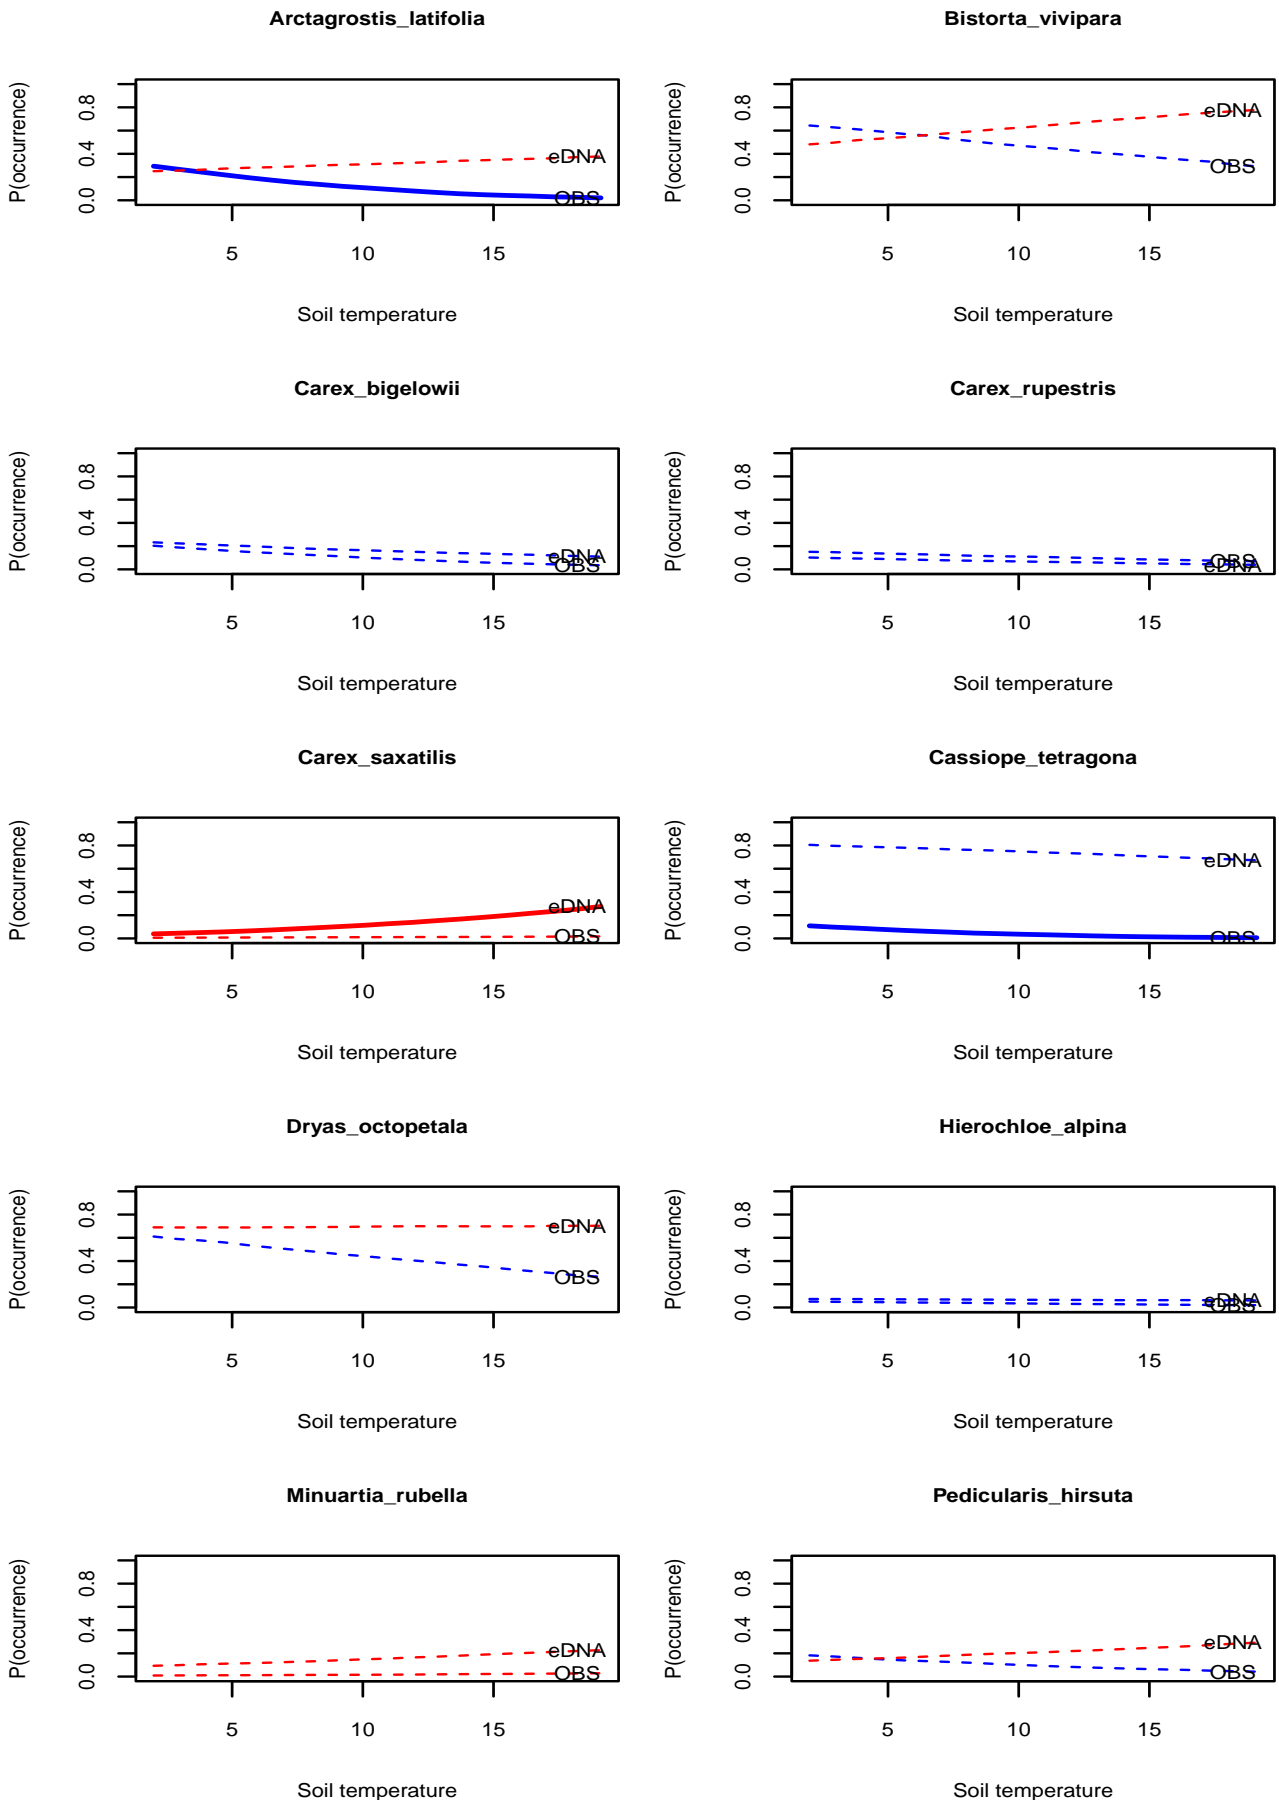 Arctagrostis_latifolia
P(occurrence)
0.0 0.4 0.8
eDNA
OBS
5 10 15
Soil temperature
Bistorta_vivipara
P(occurrence)
0.0 0.4 0.8
eDNA
OBS
5 10 15
Soil temperature
Carex_bigelowii
P(occurrence)
0.0 0.4 0.8
eDNA
OBS
5 10 15
Soil temperature
Carex_rupestris
P(occurrence)
0.0 0.4 0.8
OBS
eDNA
5 10 15
Soil temperature
Carex_saxatilis
P(occurrence)
0.0 0.4 0.8
eDNA
OBS
5 10 15
Soil temperature
Cassiope_tetragona
P(occurrence)
0.0 0.4 0.8
eDNA
OBS
5 10 15
Soil temperature
Dryas_octopetala
P(occurrence)
0.0 0.4 0.8
eDNA
OBS
5 10 15
Soil temperature
Hierochloe_alpina
P(occurrence)
0.0 0.4 0.8
eDNA
OBS
5 10 15
Soil temperature
Minuartia_rubella
P(occurrence)
0.0 0.4 0.8
eDNA
OBS
5 10 15
Soil temperature
Pedicularis_hirsuta
P(occurrence)
0.0 0.4 0.8
eDNA
OBS
5 10 15
Soil temperature